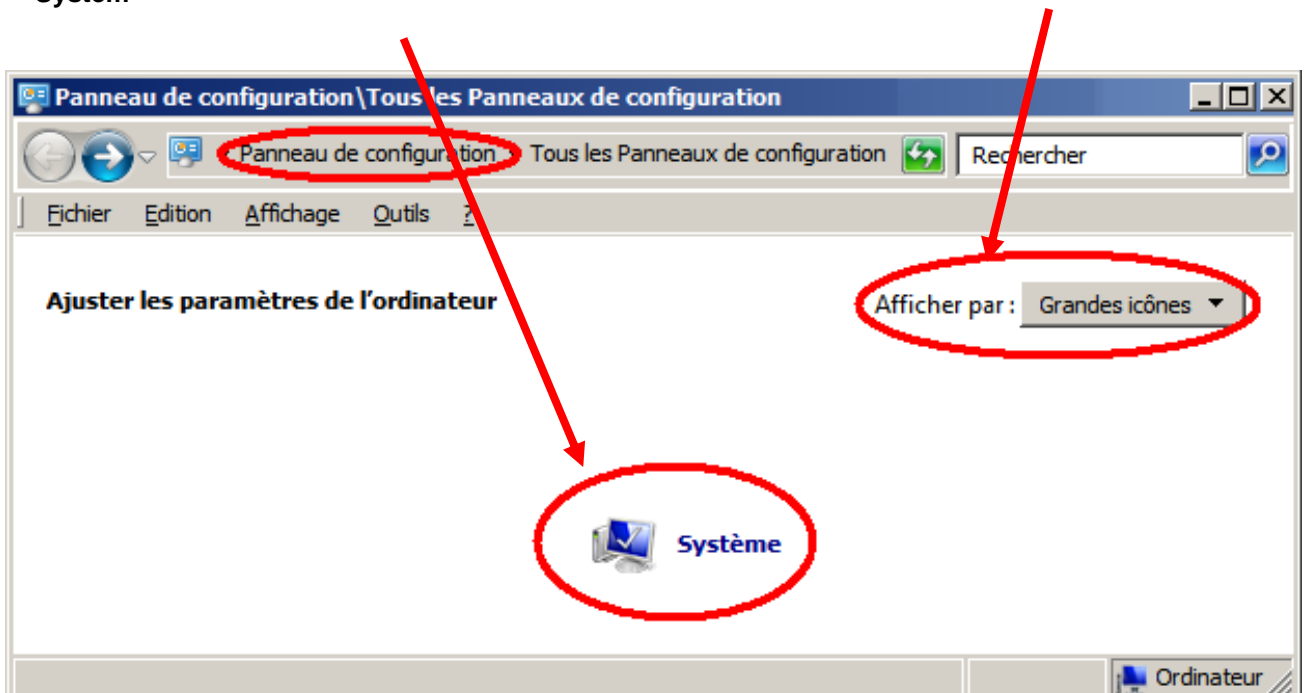 Panneau de configuration\Tous les Panneaux de configuration
Panneau de configuration Tous les Panneaux de configuration Rechercher
Fichier Edition Affichage Outils ?
Ajuster les paramètres de l'ordinateur
Afficher par : Grandes icônes
Système
Ordinateur